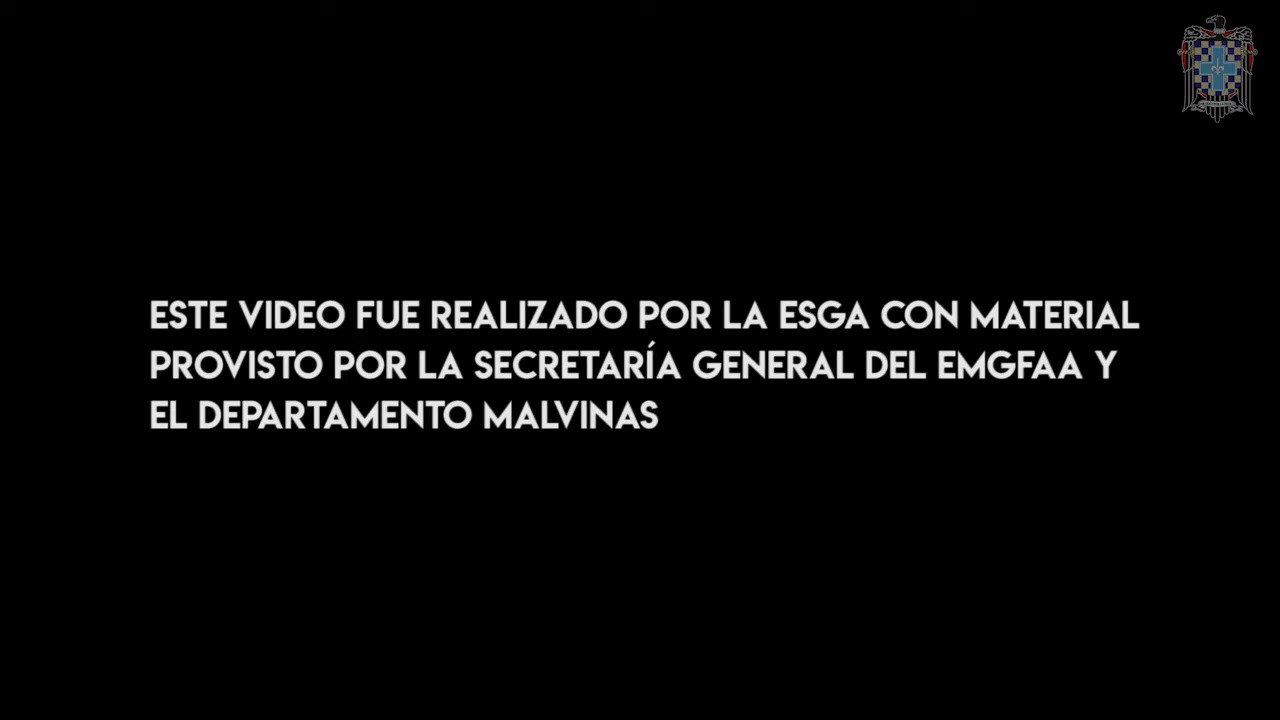 ESTE VIDEO FUE REALIZADO POR LA ESGA CON MATERIAL
PROVISTO POR LA SECRETARÍA GENERAL DEL EMGFAA Y
EL DEPARTAMENTO MALVINAS